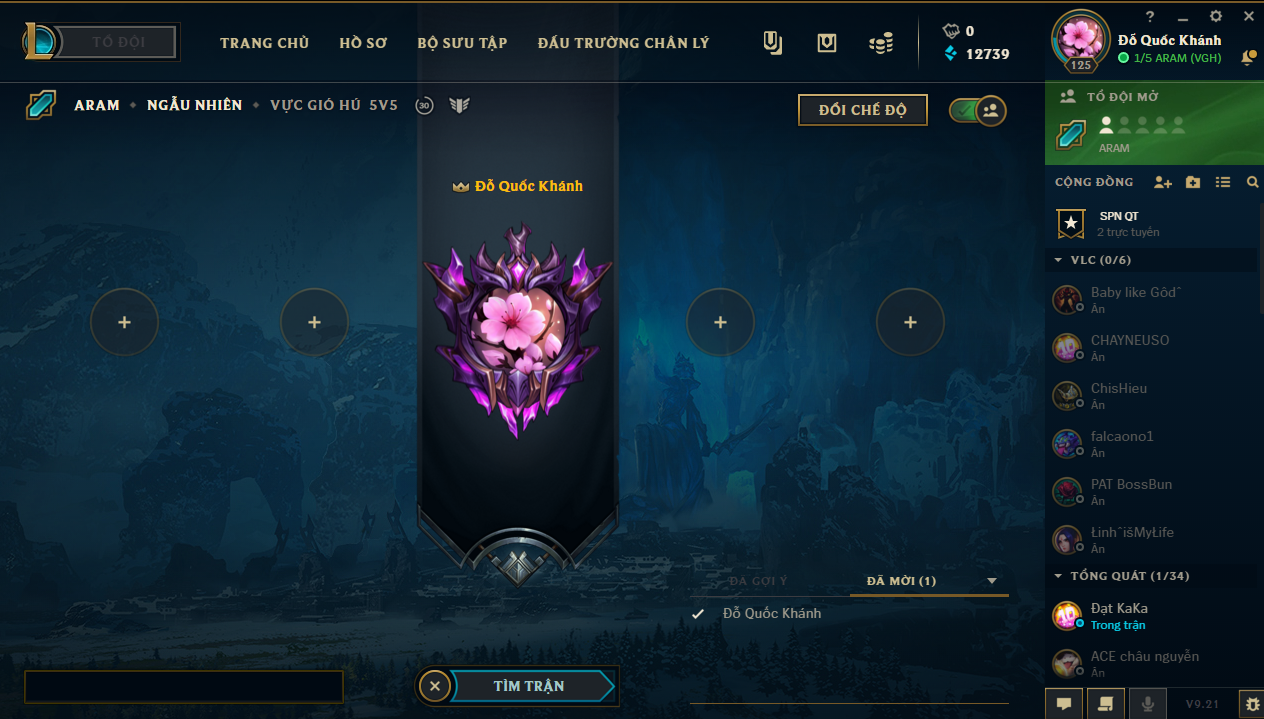 TỔ ĐỘI
TRANG CHỦ
HỒ SƠ
BỘ SƯU TẬP
ĐẤU TRƯỜNG CHÂN LÝ
0
12739
?
125
Đỗ Quốc Khánh
1/5 ARAM (VGH)
ARAM
NGẪU NHIÊN
VỰC GIÓ HÚ 5V5
30
ĐỔI CHẾ ĐỘ
TỔ ĐỘI MỞ
ARAM
Đỗ Quốc Khánh
CỘNG ĐỒNG
SPN QT
2 trực tuyến
VLC (0/6)
Baby like Gôdˆ
Ẩn
CHAYNEUSO
Ẩn
ChisHieu
Ẩn
falcaono1
Ẩn
PAT BossBun
Ẩn
ŁinhˆišMyŁife
Ẩn
TỔNG QUÁT (1/34)
Đạt KaKa
Trong trận
ACE châu nguyễn
Ẩn
ĐÃ GỢI Ý
ĐÃ MỜI (1)
Đỗ Quốc Khánh
TÌM TRẬN
V9.21